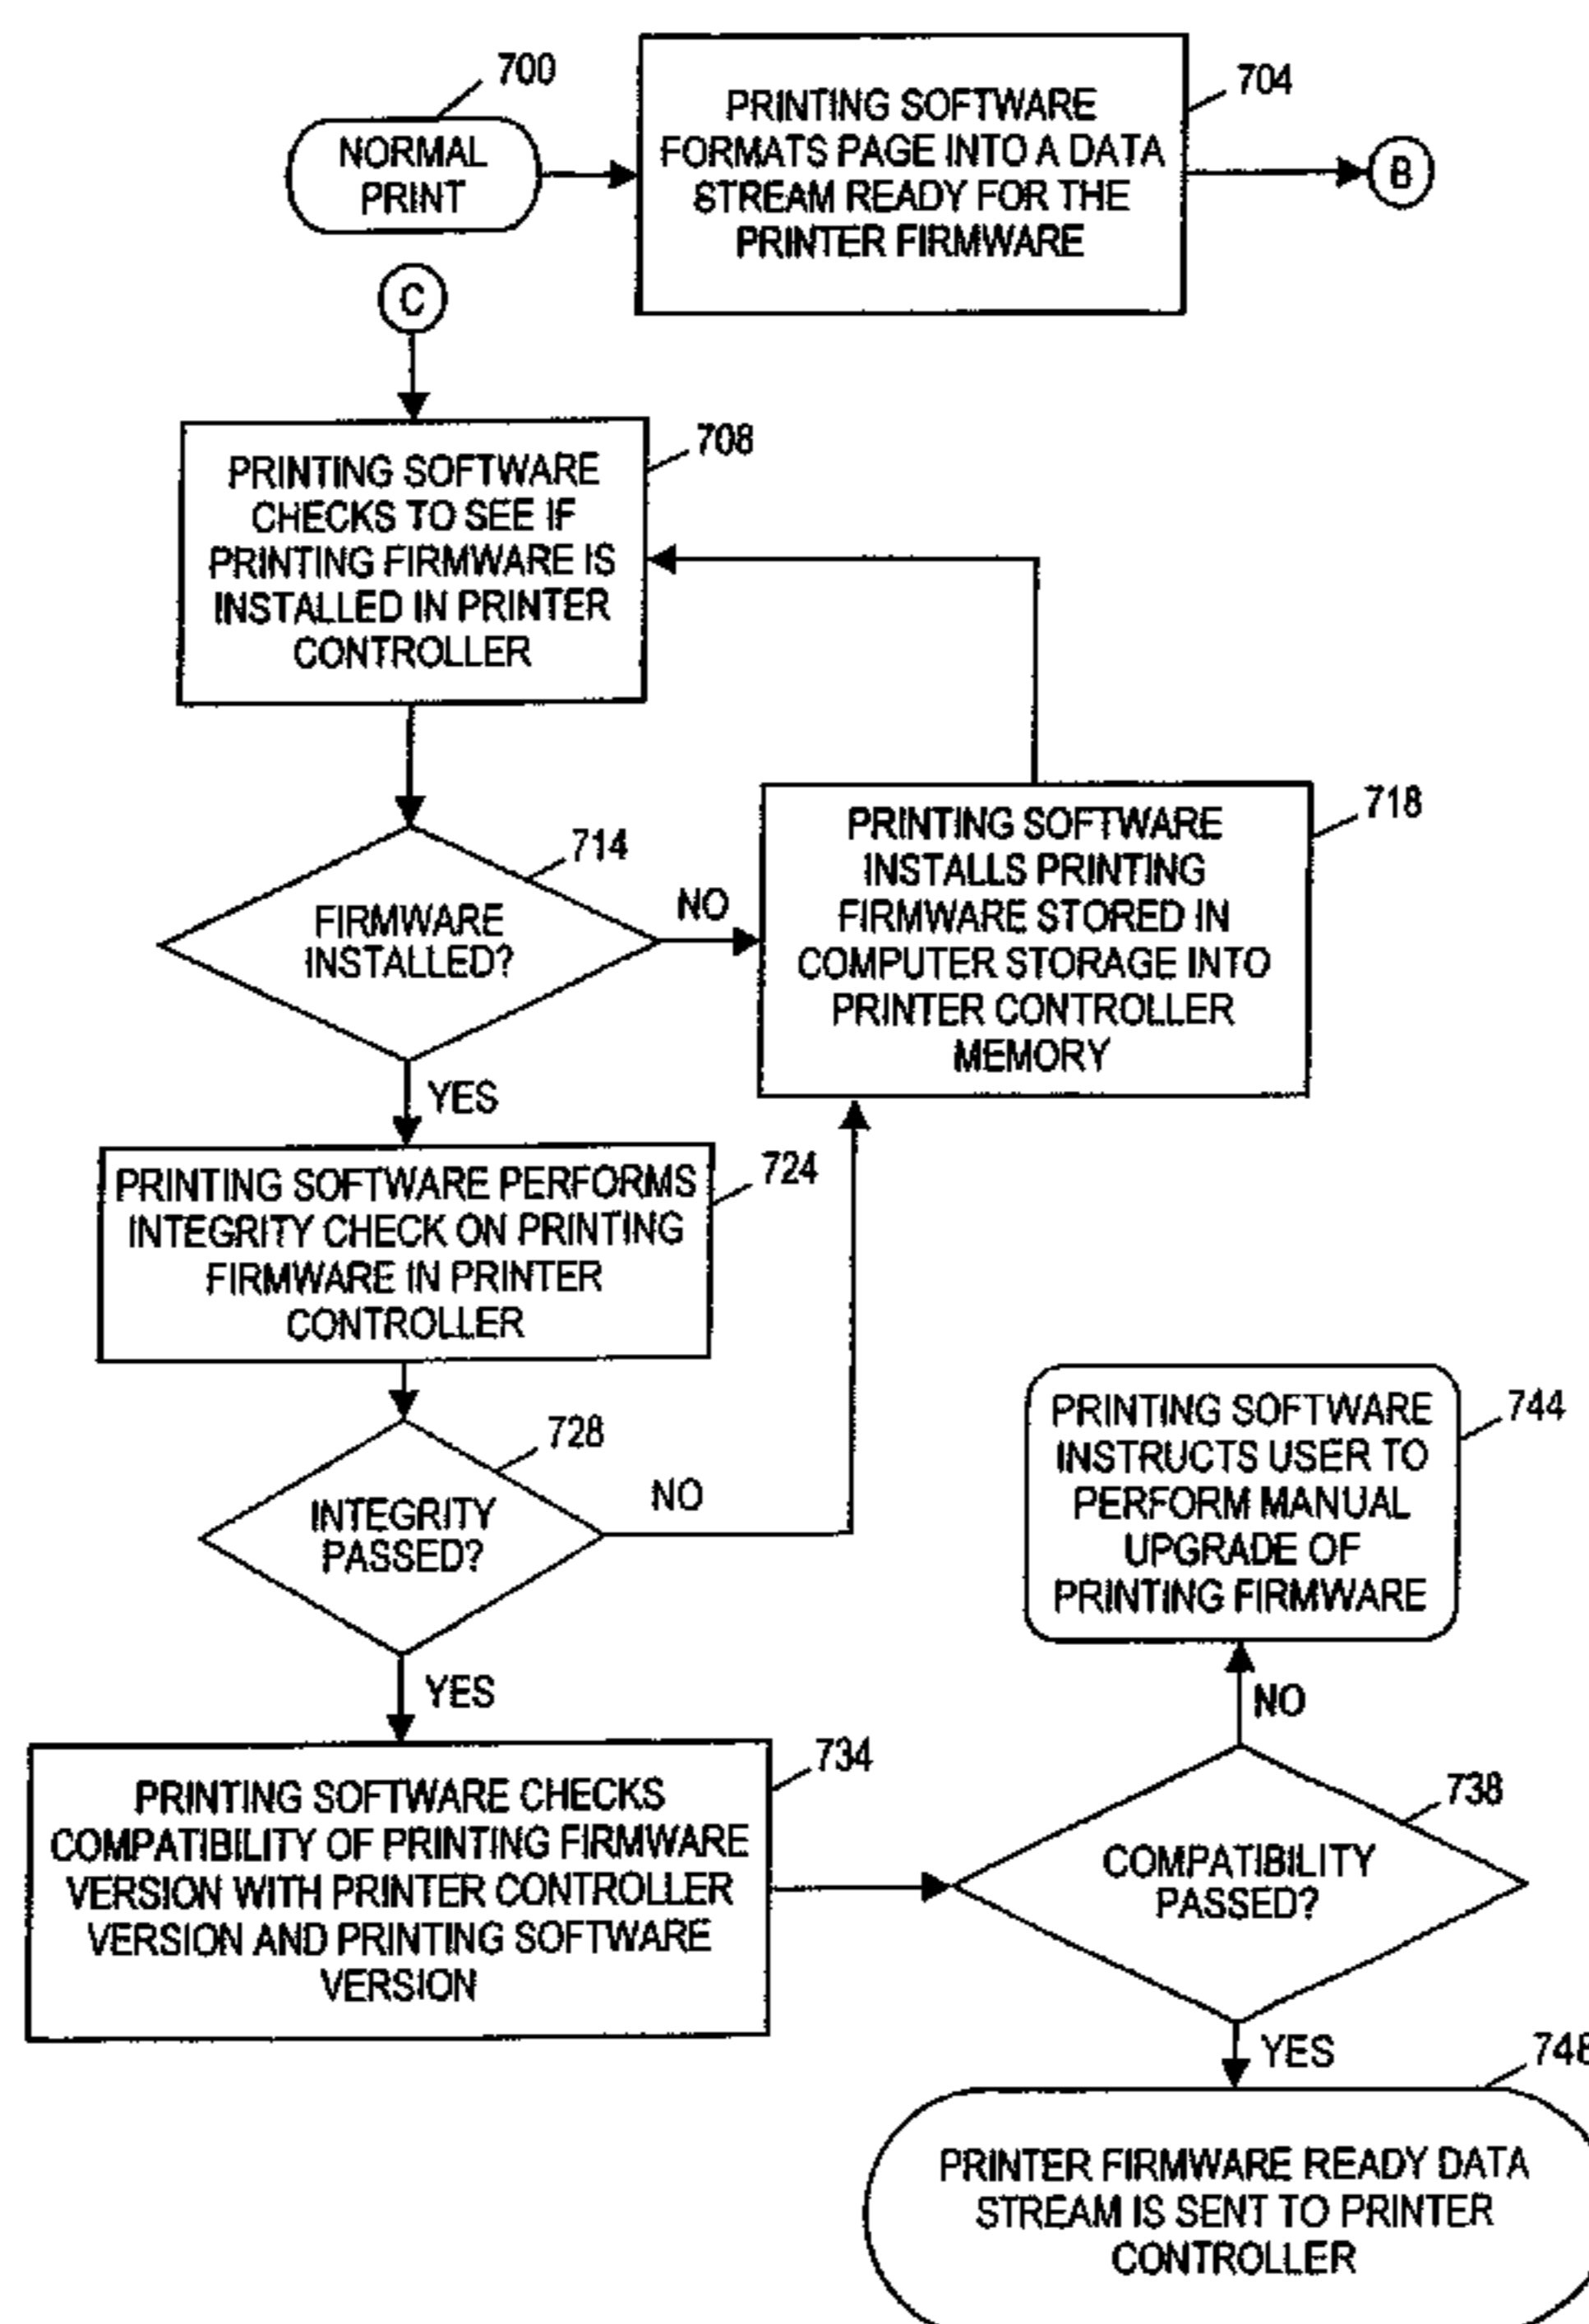 700
NORMAL
PRINT
PRINTING SOFTWARE
FORMATS PAGE INTO A DATA
STREAM READY FOR THE
PRINTER FIRMWARE
704
B
C
PRINTING SOFTWARE
CHECKS TO SEE IF
PRINTING FIRMWARE IS
INSTALLED IN PRINTER
CONTROLLER
708
FIRMWARE
INSTALLED?
714
NO
PRINTING SOFTWARE
INSTALLS PRINTING
FIRMWARE STORED IN
COMPUTER STORAGE INTO
PRINTER CONTROLLER
MEMORY
718
YES
PRINTING SOFTWARE PERFORMS
INTEGRITY CHECK ON PRINTING
FIRMWARE IN PRINTER
CONTROLLER
724
INTEGRITY
PASSED?
728
NO
YES
PRINTING SOFTWARE CHECKS
COMPATIBILITY OF PRINTING FIRMWARE
VERSION WITH PRINTER CONTROLLER
VERSION AND PRINTING SOFTWARE
VERSION
734
COMPATIBILITY
PASSED?
738
NO
PRINTING SOFTWARE
INSTRUCTS USER TO
PERFORM MANUAL
UPGRADE OF
PRINTING FIRMWARE
744
YES
748
PRINTER FIRMWARE READY DATA
STREAM IS SENT TO PRINTER
CONTROLLER